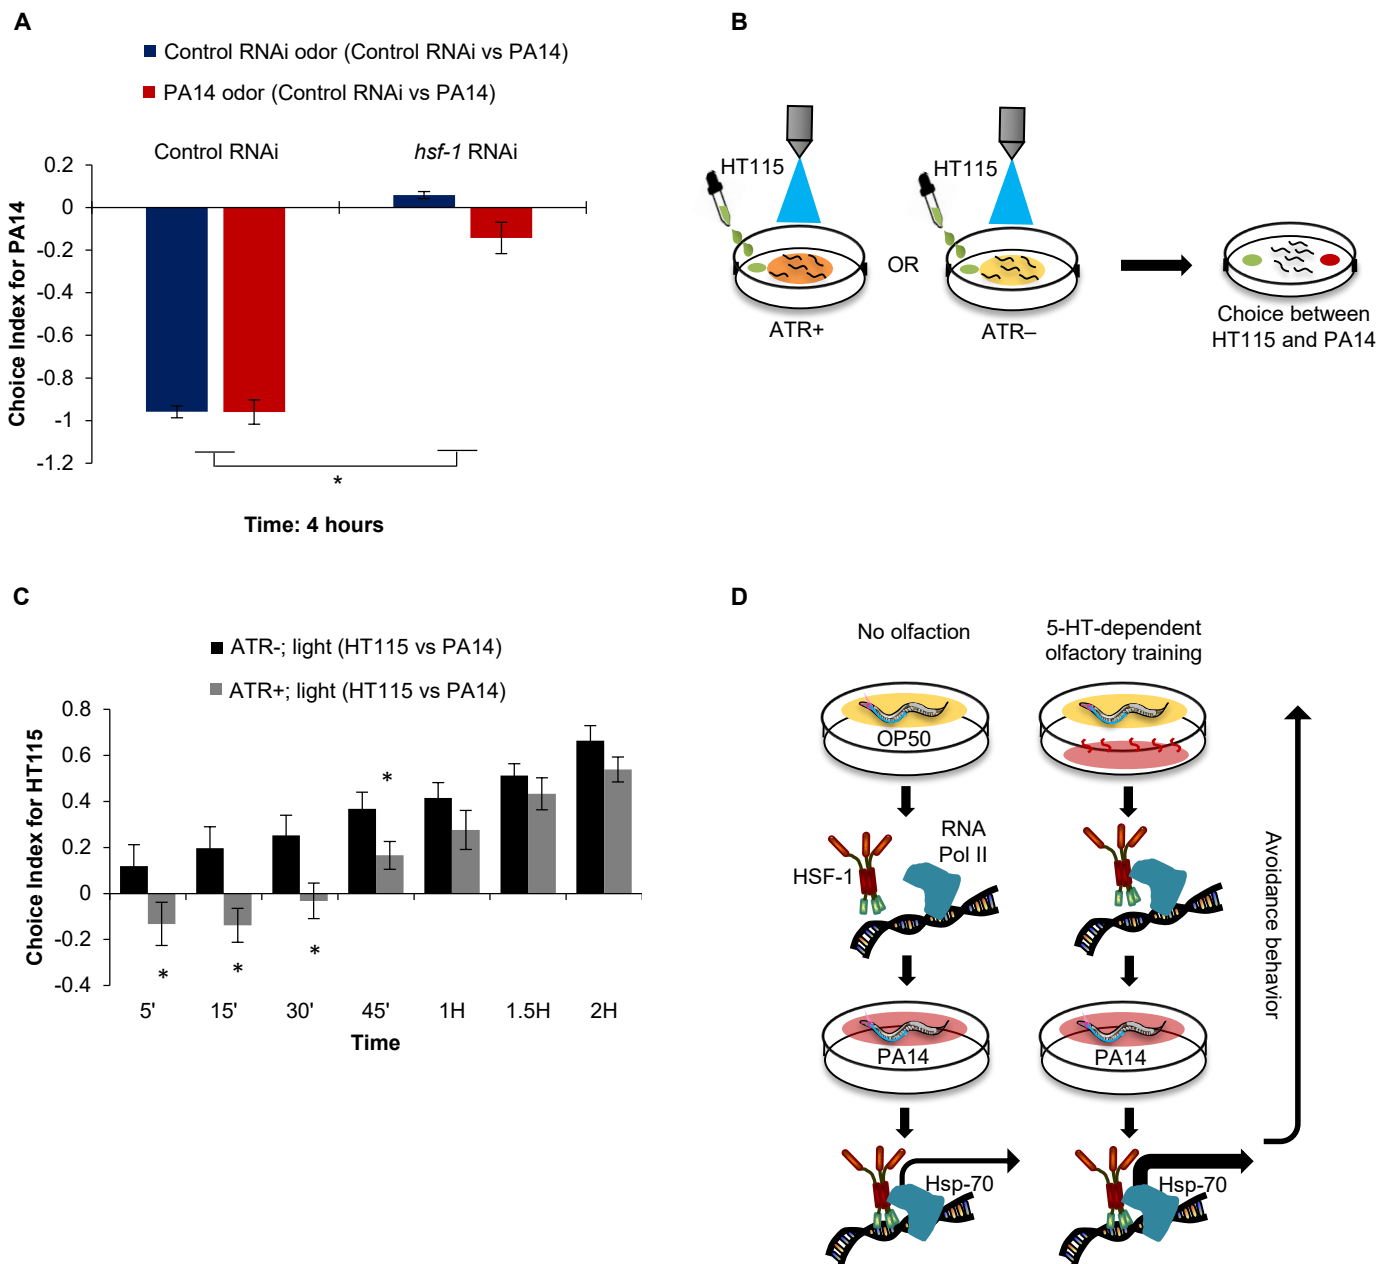 A
Control RNAi odor (Control RNAi vs PA14)
PA14 odor (Control RNAi vs PA14)
Control RNAi
hsf-1 RNAi
0.2
0
-0.2
-0.4
-0.6
-0.8
-1
-1.2
Choice Index for PA14
*
Time: 4 hours
B
HT115
HT115
OR
ATR+
ATR–
Choice between
HT115 and PA14
C
ATR-; light (HT115 vs PA14)
ATR+; light (HT115 vs PA14)
0.8
0.6
0.4
0.2
0
-0.2
-0.4
Choice Index for HT115
*
*
*
*
5'
15'
30'
45'
1H
1.5H
2H
Time
D
No olfaction
5-HT-dependent
olfactory training
OP50
RNA
Pol II
HSF-1
PA14
PA14
Hsp-70
Hsp-70
Avoidance behavior